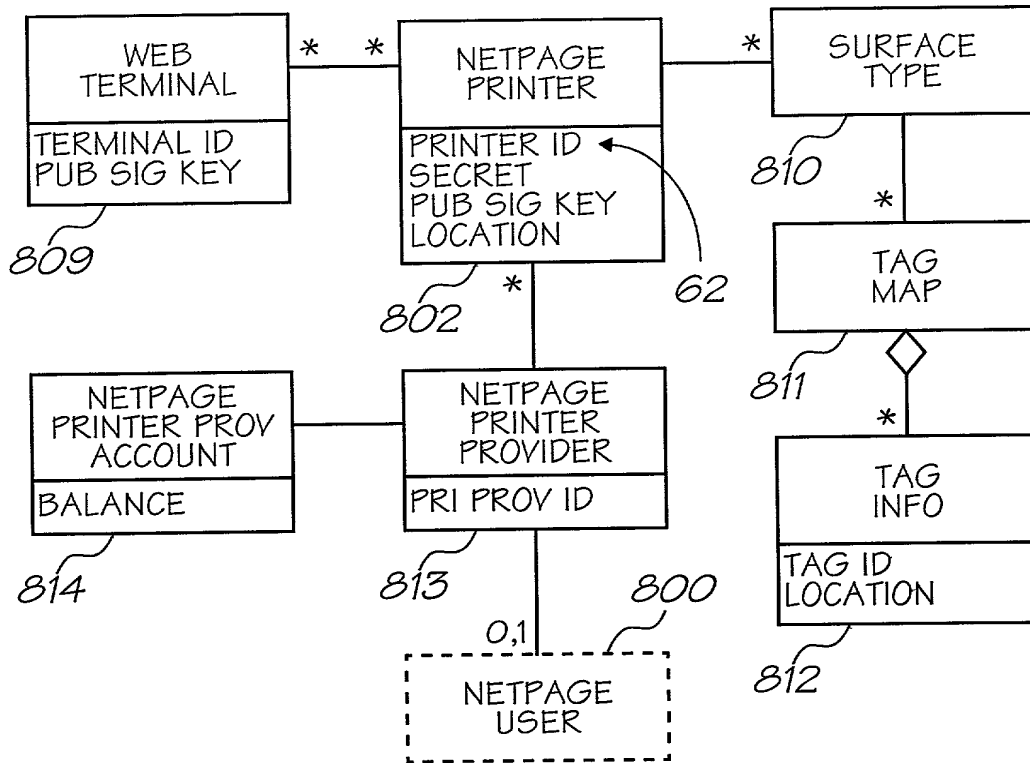 WEB
TERMINAL
TERMINAL ID
PUB SIG KEY
809
*
*
NETPAGE
PRINTER
PRINTER ID
SECRET
PUB SIG KEY
LOCATION
802
62
*
*
SURFACE
TYPE
810
*
TAG
MAP
811
*
TAG
INFO
TAG ID
LOCATION
812
NETPAGE
PRINTER PROV
ACCOUNT
BALANCE
814
NETPAGE
PRINTER
PROVIDER
PRI PROV ID
813
0,1
800
NETPAGE
USER